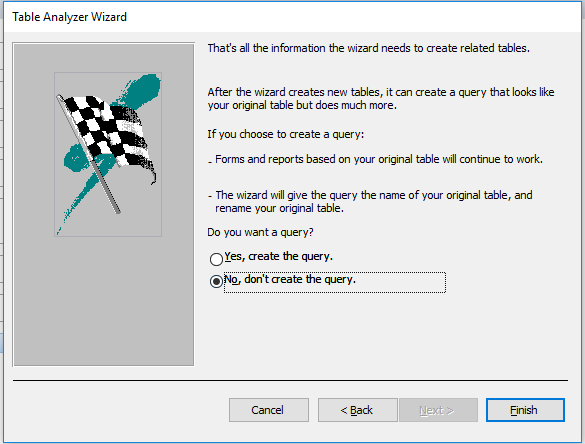 Table Analyzer Wizard
That's all the information the wizard needs to create related tables.
After the wizard creates new tables, it can create a query that looks like
your original table but does much more.
If you choose to create a query:
- Forms and reports based on your original table will continue to work.
- The wizard will give the query the name of your original table, and
rename your original table.
Do you want a query?
Yes, create the query.
No, don't create the query.
Cancel < Back Next > Finish